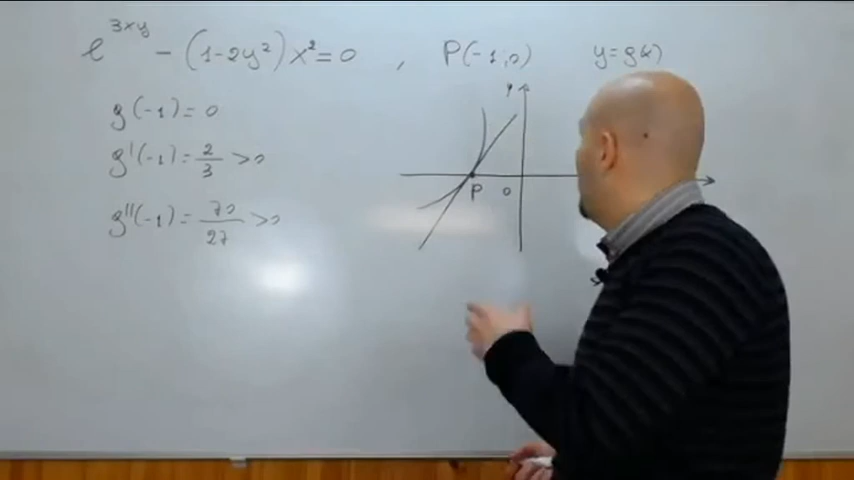 e^{3xy} - (1-2y²)x² = 0 , P(-1,0) y=g(x)
g(-1) = 0
g'(-1) = 2/3 >0
g''(-1) = 70/27 >0
y
P 0